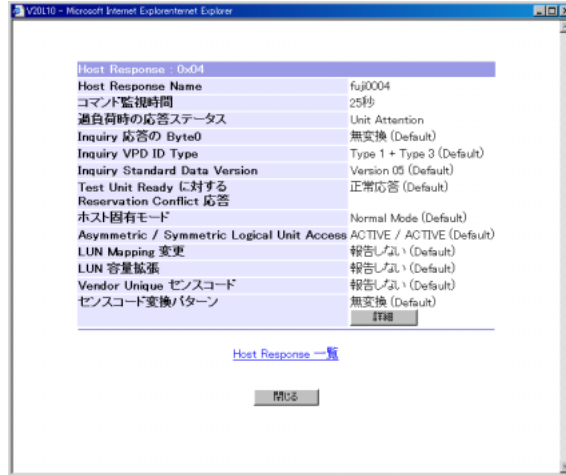 V20L10 - Microsoft Internet Explorenternet Explorer
Host Response : 0x04
Host Response Name fuji0004
コマンド監視時間 25秒
過負荷時の応答ステータス Unit Attention
Inquiry 応答の Byte0 無変換 (Default)
Inquiry VPD ID Type Type 1 + Type 3 (Default)
Inquiry Standard Data Version Version 05 (Default)
Test Unit Ready に対する 正常応答 (Default)
Reservation Conflict 応答
ホスト固有モード Normal Mode (Default)
Asymmetric / Symmetric Logical Unit Access ACTIVE / ACTIVE (Default)
LUN Mapping 変更 報告しない (Default)
LUN 容量拡張 報告しない (Default)
Vendor Unique センスコード 報告しない (Default)
センスコード変換パターン 無変換 (Default)
詳細
Host Response 一覧
閉じる